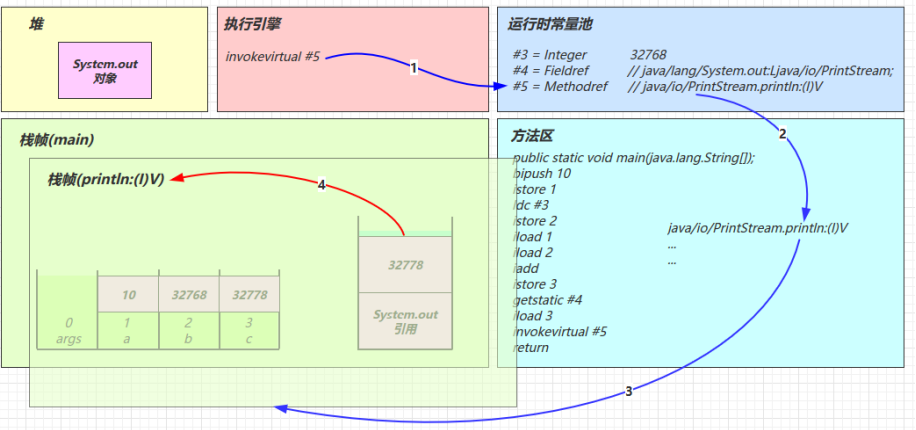 堆
System.out
对象
执行引擎
invokevirtual #5
1
运行时常量池
#3 = Integer 32768
#4 = Fieldref // java/lang/System.out:Ljava/io/PrintStream;
#5 = Methodref // java/io/PrintStream.println:(I)V
2
栈帧(main)
栈帧(println:(I)V)
4
32778
System.out
引用
10 32768 32778
0 1 2 3
args a b c
方法区
public static void main(java.lang.String[]);
bipush 10
istore 1
ldc #3
istore 2
iload 1
iload 2
iadd
istore 3
getstatic #4
iload 3
invokevirtual #5
return
java/io/PrintStream.println:(I)V
...
...
3